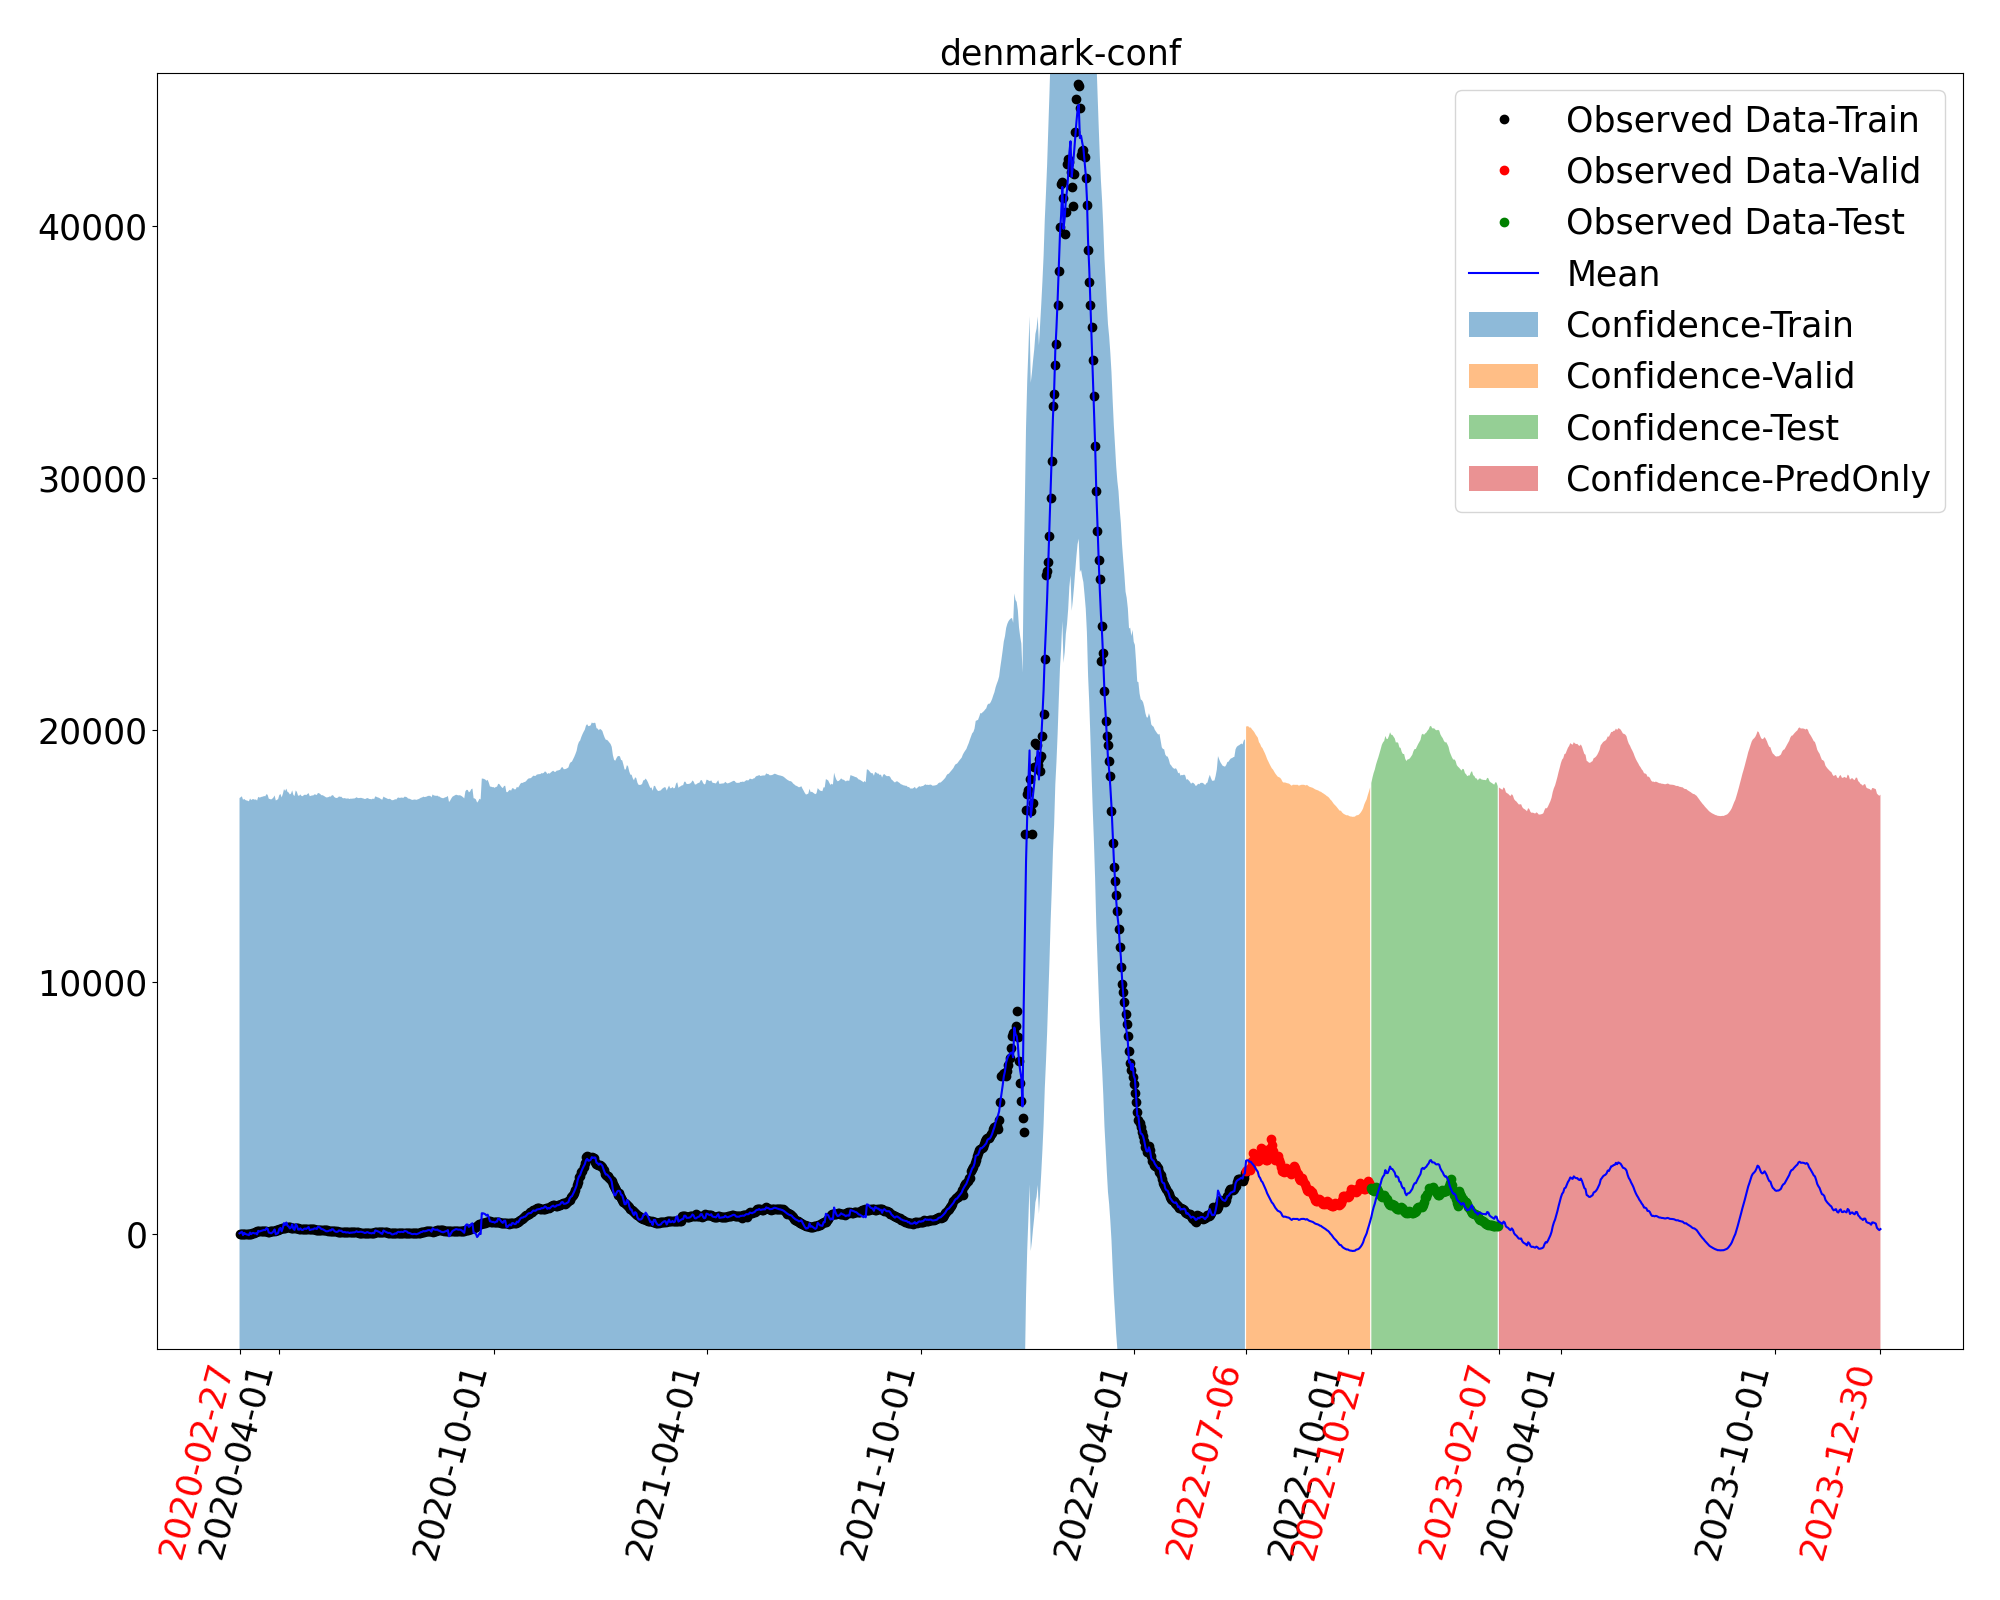 denmark-conf
Observed Data-Train
Observed Data-Valid
Observed Data-Test
Mean
Confidence-Train
Confidence-Valid
Confidence-Test
Confidence-PredOnly
40000
30000
20000
10000
0
2020-02-27
2020-04-01
2020-10-01
2021-04-01
2021-10-01
2022-04-01
2022-07-06
2022-10-01
2022-10-21
2023-02-07
2023-04-01
2023-10-01
2023-12-30